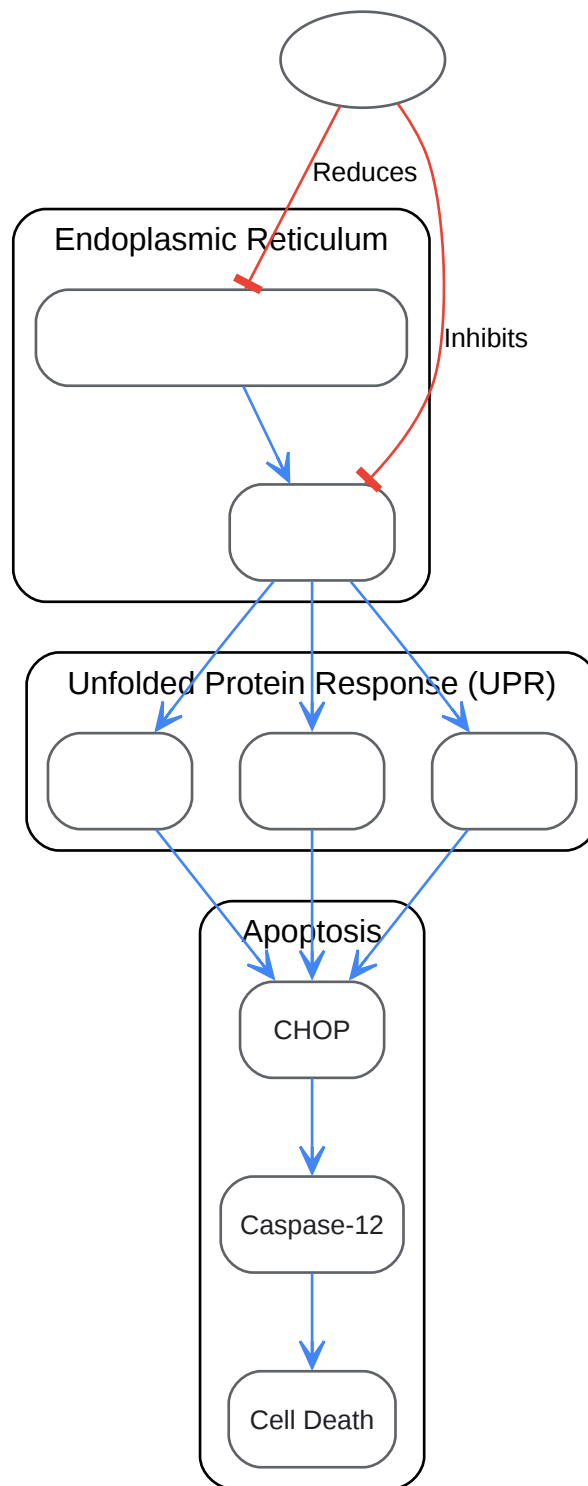 Reduces
Endoplasmic Reticulum
Inhibits
Unfolded Protein Response (UPR)
Apoptosis
CHOP
Caspase-12
Cell Death